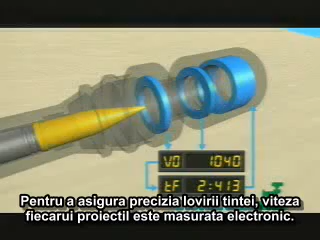 V0 1040
tF 2:413
Pentru a asigura precizia lovirii tintei, viteza
fiecarui proiectil este masurata electronic.